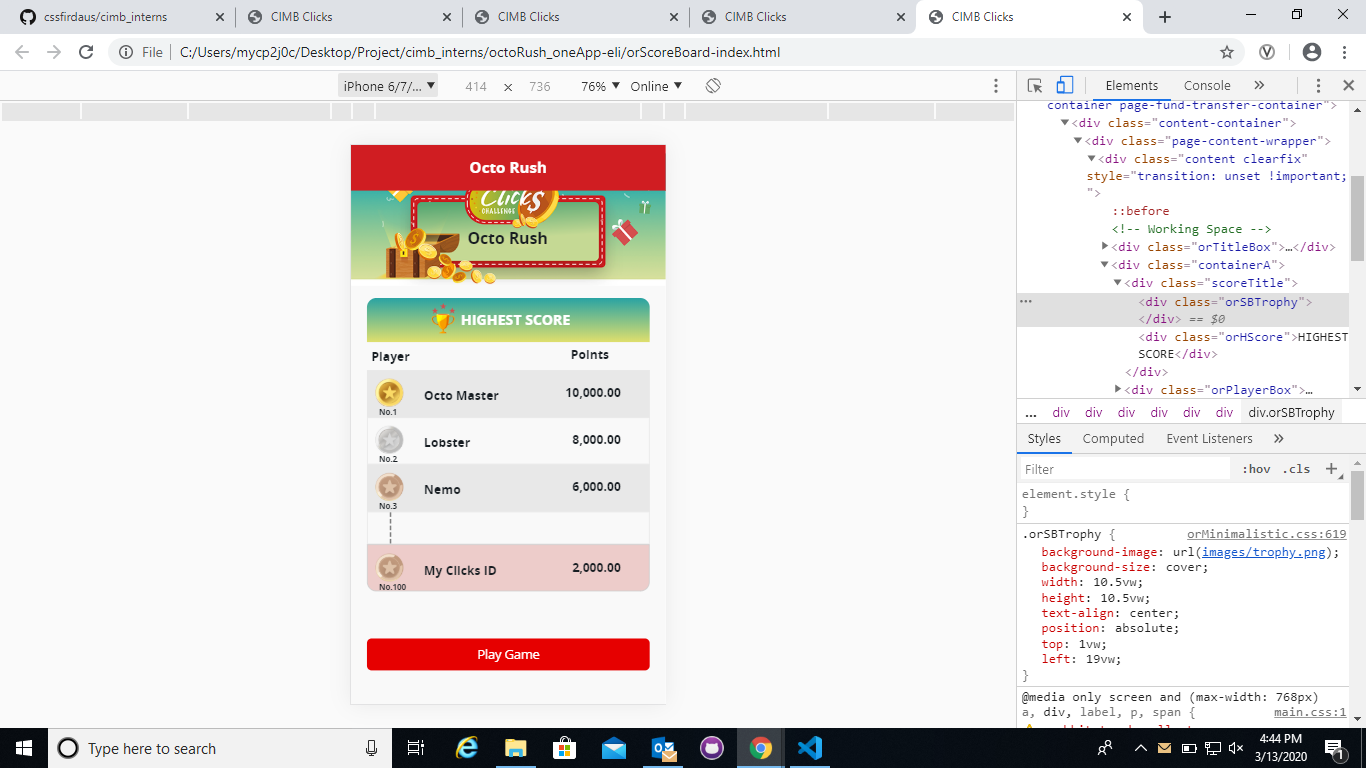 cssfirdaus/cimb_interns
CIMB Clicks
CIMB Clicks
CIMB Clicks
CIMB Clicks
File C:/Users/mycp2j0c/Desktop/Project/cimb_interns/octoRush_oneApp-eli/orScoreBoard-index.html
iPhone 6/7/... 414 × 736 76% Online
Elements Console
Octo Rush
Clicks
CHALLENGE
Octo Rush
HIGHEST SCORE
Player Points
No.1 Octo Master 10,000.00
No.2 Lobster 8,000.00
No.3 Nemo 6,000.00
No.100 My Clicks ID 2,000.00
Play Game
container page-fund-transfer-container">
<div class="content-container">
<div class="page-content-wrapper">
<div class="content clearfix"
style="transition: unset !important;
">
::before
<!-- Working Space -->
<div class="orTitleBox">…</div>
<div class="containerA">
<div class="scoreTitle">
<div class="orSBTrophy">
</div> == $0
<div class="orHScore">HIGHEST
SCORE</div>
</div>
<div class="orPlayerBox">…
... div div div div div div div.orSBTrophy
Styles Computed Event Listeners
Filter :hov .cls
element.style {
}
.orSBTrophy { orMinimalistic.css:619
background-image: url(images/trophy.png);
background-size: cover;
width: 10.5vw;
height: 10.5vw;
text-align: center;
position: absolute;
top: 1vw;
left: 19vw;
}
@media only screen and (max-width: 768px)
a, div, label, p, span { main.css:1
Type here to search
4:44 PM
3/13/2020
1